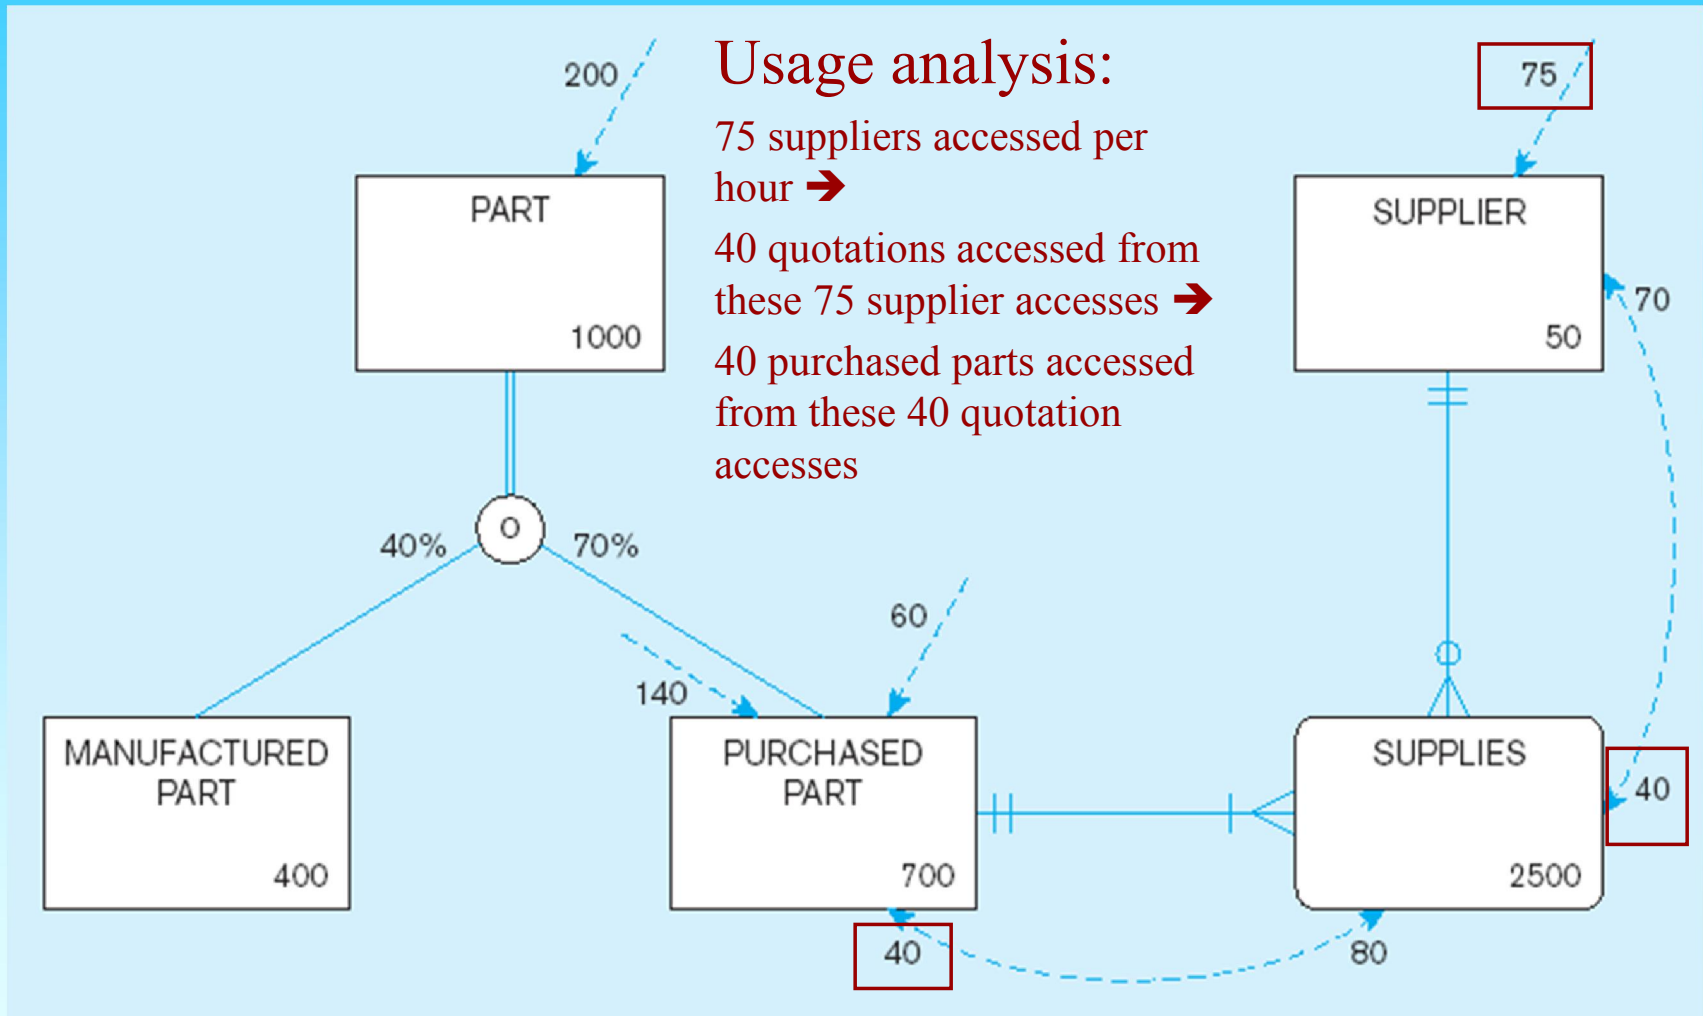 Usage analysis:
75 suppliers accessed per
hour ➔
40 quotations accessed from
these 75 supplier accesses ➔
40 purchased parts accessed
from these 40 quotation
accesses
200
PART
1000
75
SUPPLIER
50
70
O
40%
70%
60
140
MANUFACTURED
PART
400
PURCHASED
PART
700
SUPPLIES
2500
40
40
80